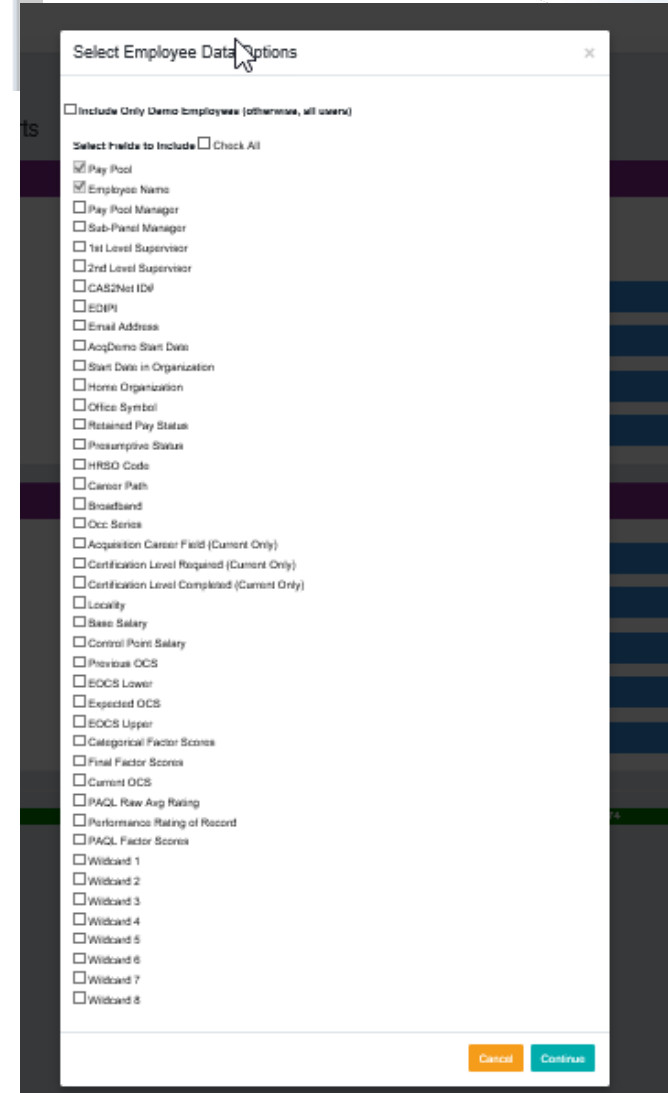 Select Employee Data Options ×
Include Only Demo Employees (otherwise, all users)
rts
Select Fields to Include Check All
Pay Pool
Employee Name
Pay Pool Manager
Sub-Panel Manager
1st Level Supervisor
2nd Level Supervisor
CAS2Net ID#
EDIPI
Email Address
AcqDemo Start Date
Start Date in Organization
Home Organization
Office Symbol
Retained Pay Status
Presumptive Status
HRSO Code
Career Path
Broadband
Occ Series
Acquisition Career Field (Current Only)
Certification Level Required (Current Only)
Certification Level Completed (Current Only)
Locality
Base Salary
Control Point Salary
Previous OCS
EOCS Lower
Expected OCS
EOCS Upper
Categorical Factor Scores
Final Factor Scores
Current OCS
PAQL Raw Avg Rating
Performance Rating of Record
PAQL Factor Scores
Wildcard 1
Wildcard 2
Wildcard 3
Wildcard 4
Wildcard 5
Wildcard 6
Wildcard 7
Wildcard 8
Cancel Continue